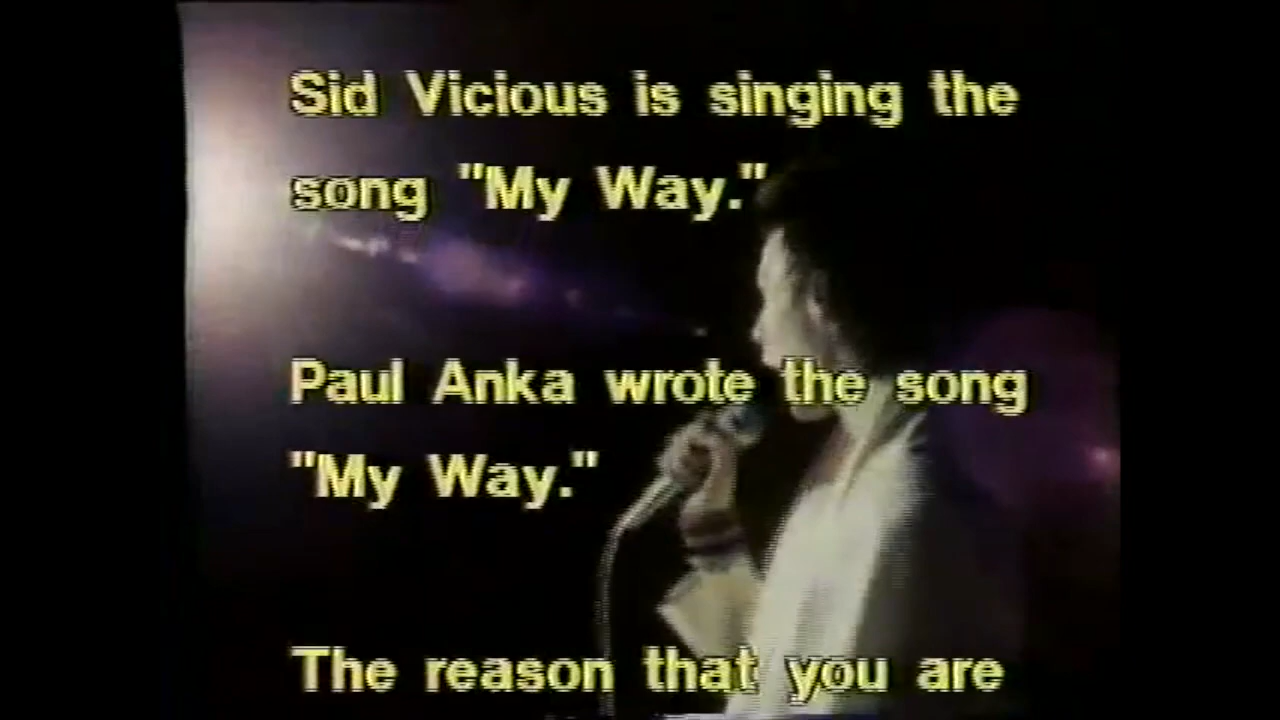 Sid Vicious is singing the
song "My Way."
Paul Anka wrote the song
"My Way."
The reason that you are